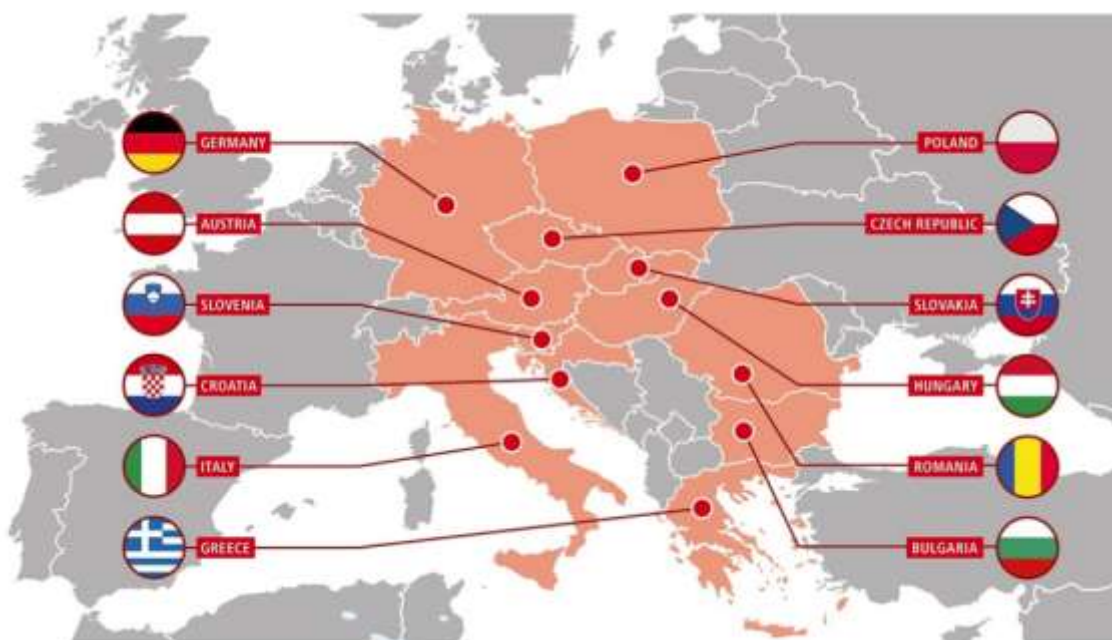 GERMANY
AUSTRIA
SLOVENIA
CROATIA
ITALY
GREECE
POLAND
CZECH REPUBLIC
SLOVAKIA
HUNGARY
ROMANIA
BULGARIA